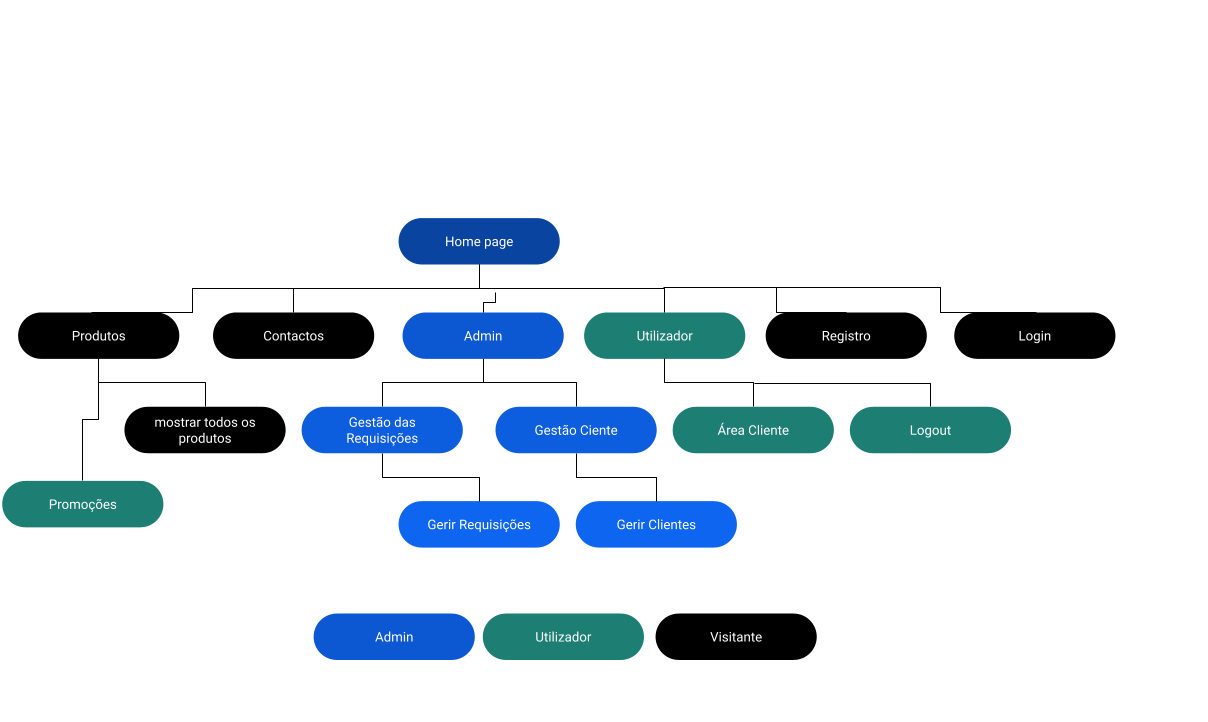 Home page
Produtos
Contactos
Admin
Utilizador
Registro
Login
mostrar todos os
produtos
Gestão das
Requisições
Gestão Ciente
Área Cliente
Logout
Promoções
Gerir Requisições
Gerir Clientes
Admin
Utilizador
Visitante